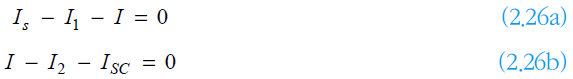 I_s − I_1 − I = 0 (2.26a)
I − I_2 − I_SC = 0 (2.26b)